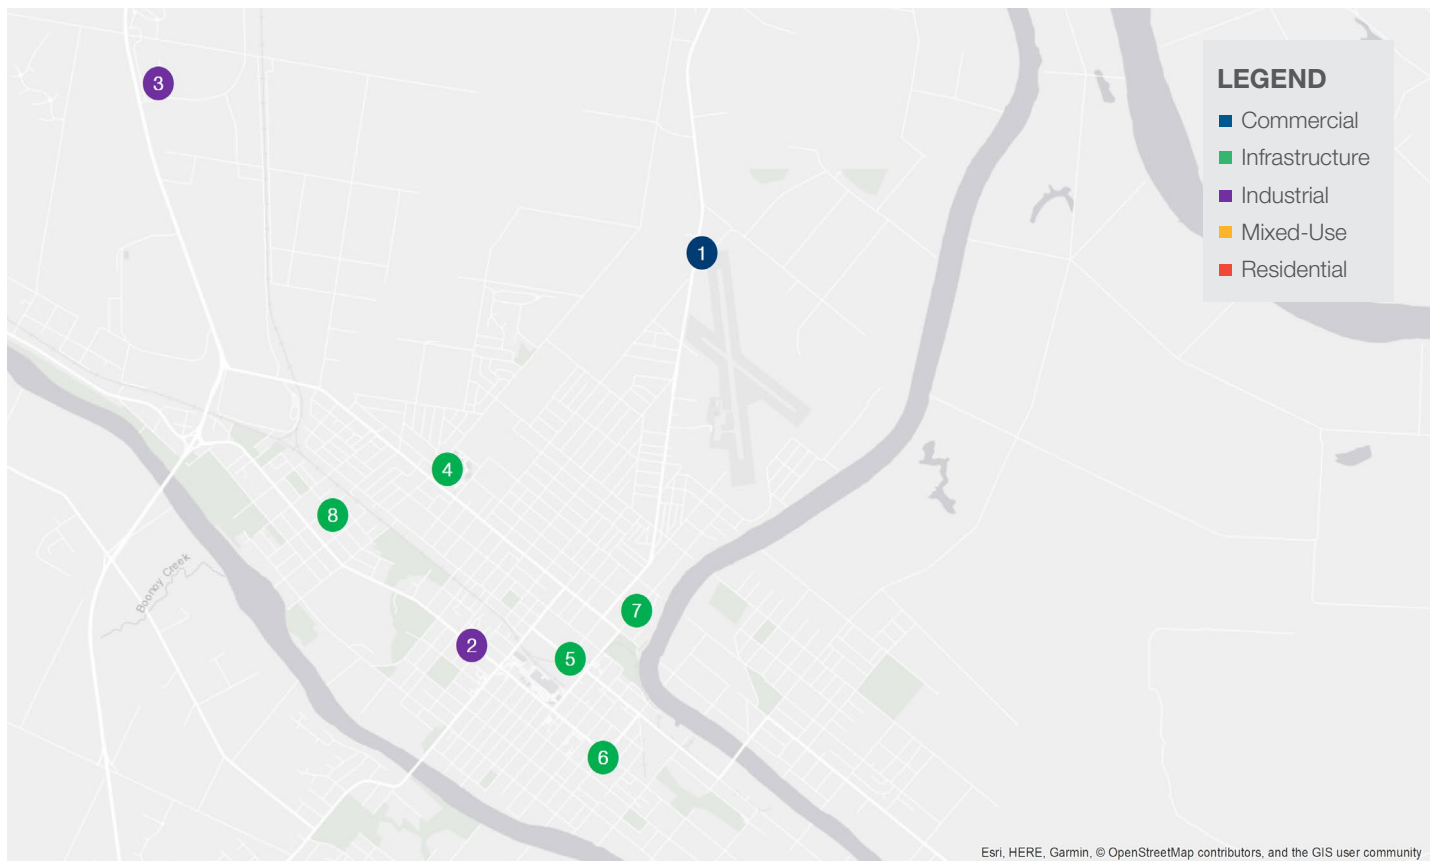 LEGEND
Commercial
Infrastructure
Industrial
Mixed-Use
Residential
3
1
4
8
7
2
5
6
Boonoy Creek
Esri, HERE, Garmin, © OpenStreetMap contributors, and the GIS user community